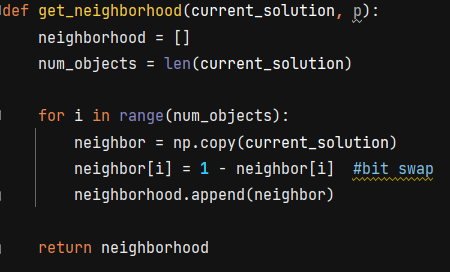 def get_neighborhood(current_solution, p):
    neighborhood = []
    num_objects = len(current_solution)

    for i in range(num_objects):
        neighbor = np.copy(current_solution)
        neighbor[i] = 1 - neighbor[i]  #bit swap
        neighborhood.append(neighbor)

    return neighborhood